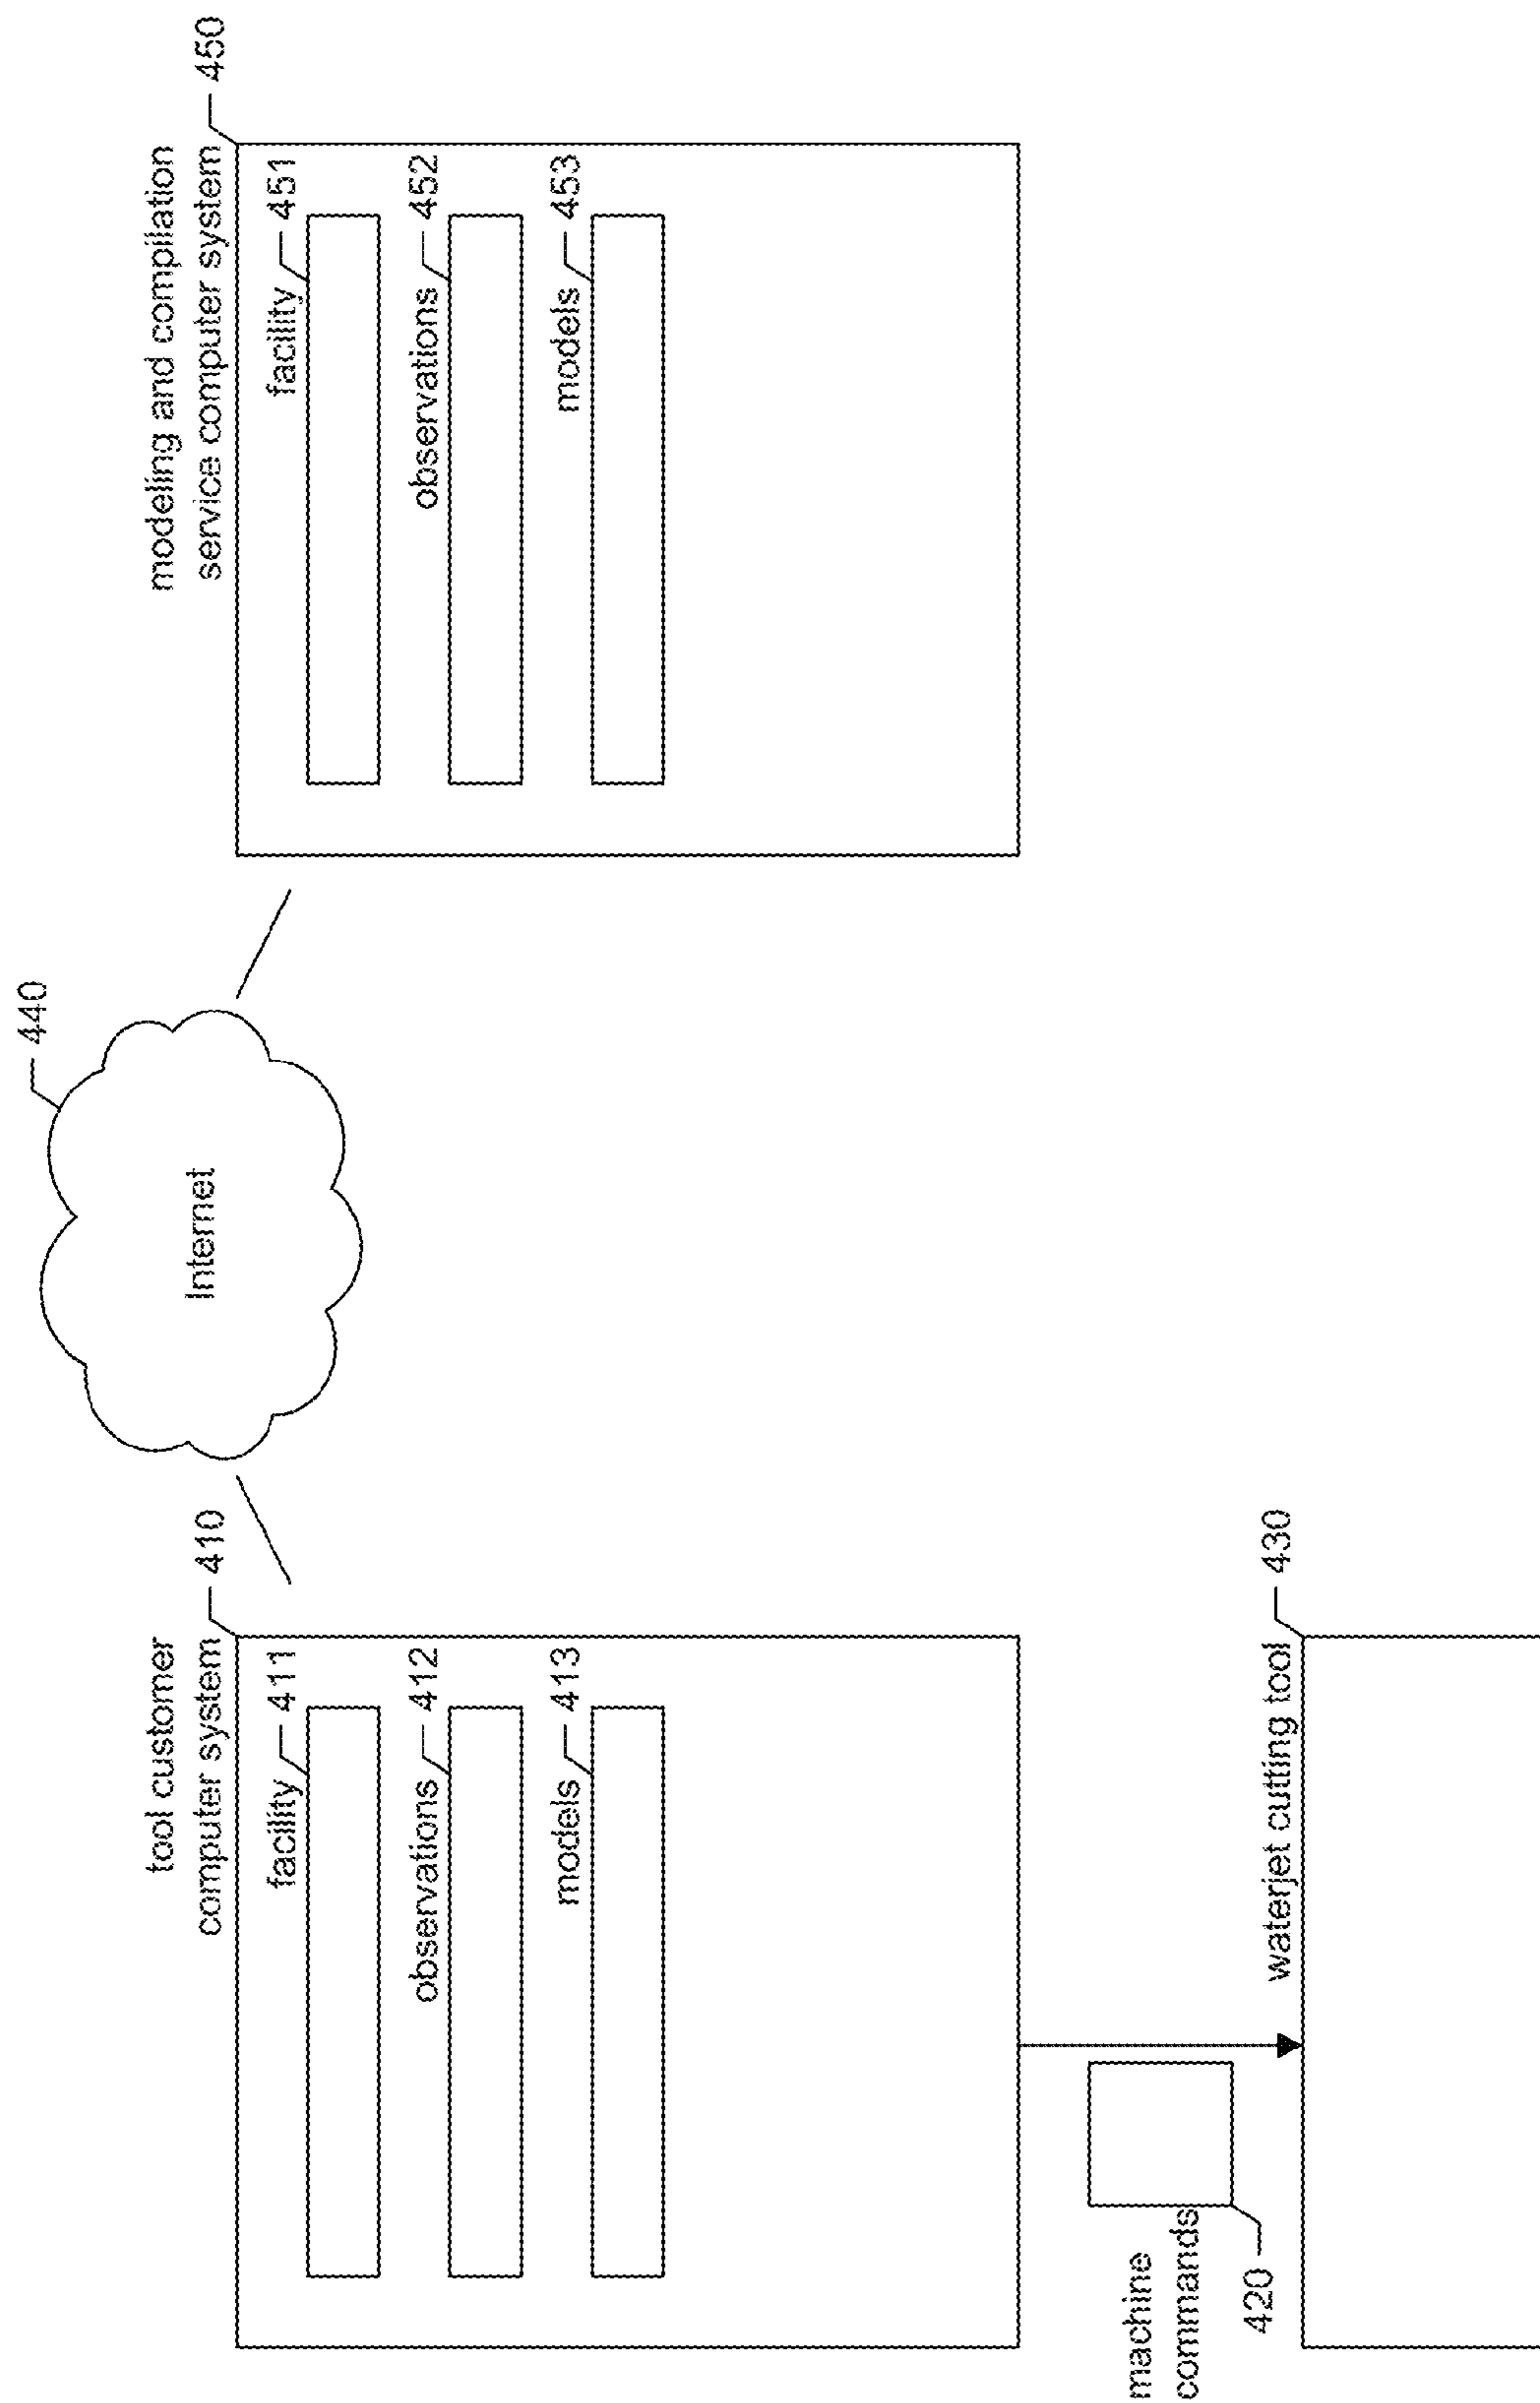 440
Internet
tool customer
computer system
410
facility
411
observations
412
models
413
modeling and compilation
service computer system
450
facility
451
observations
452
models
453
machine
commands
420
waterjet cutting tool
430